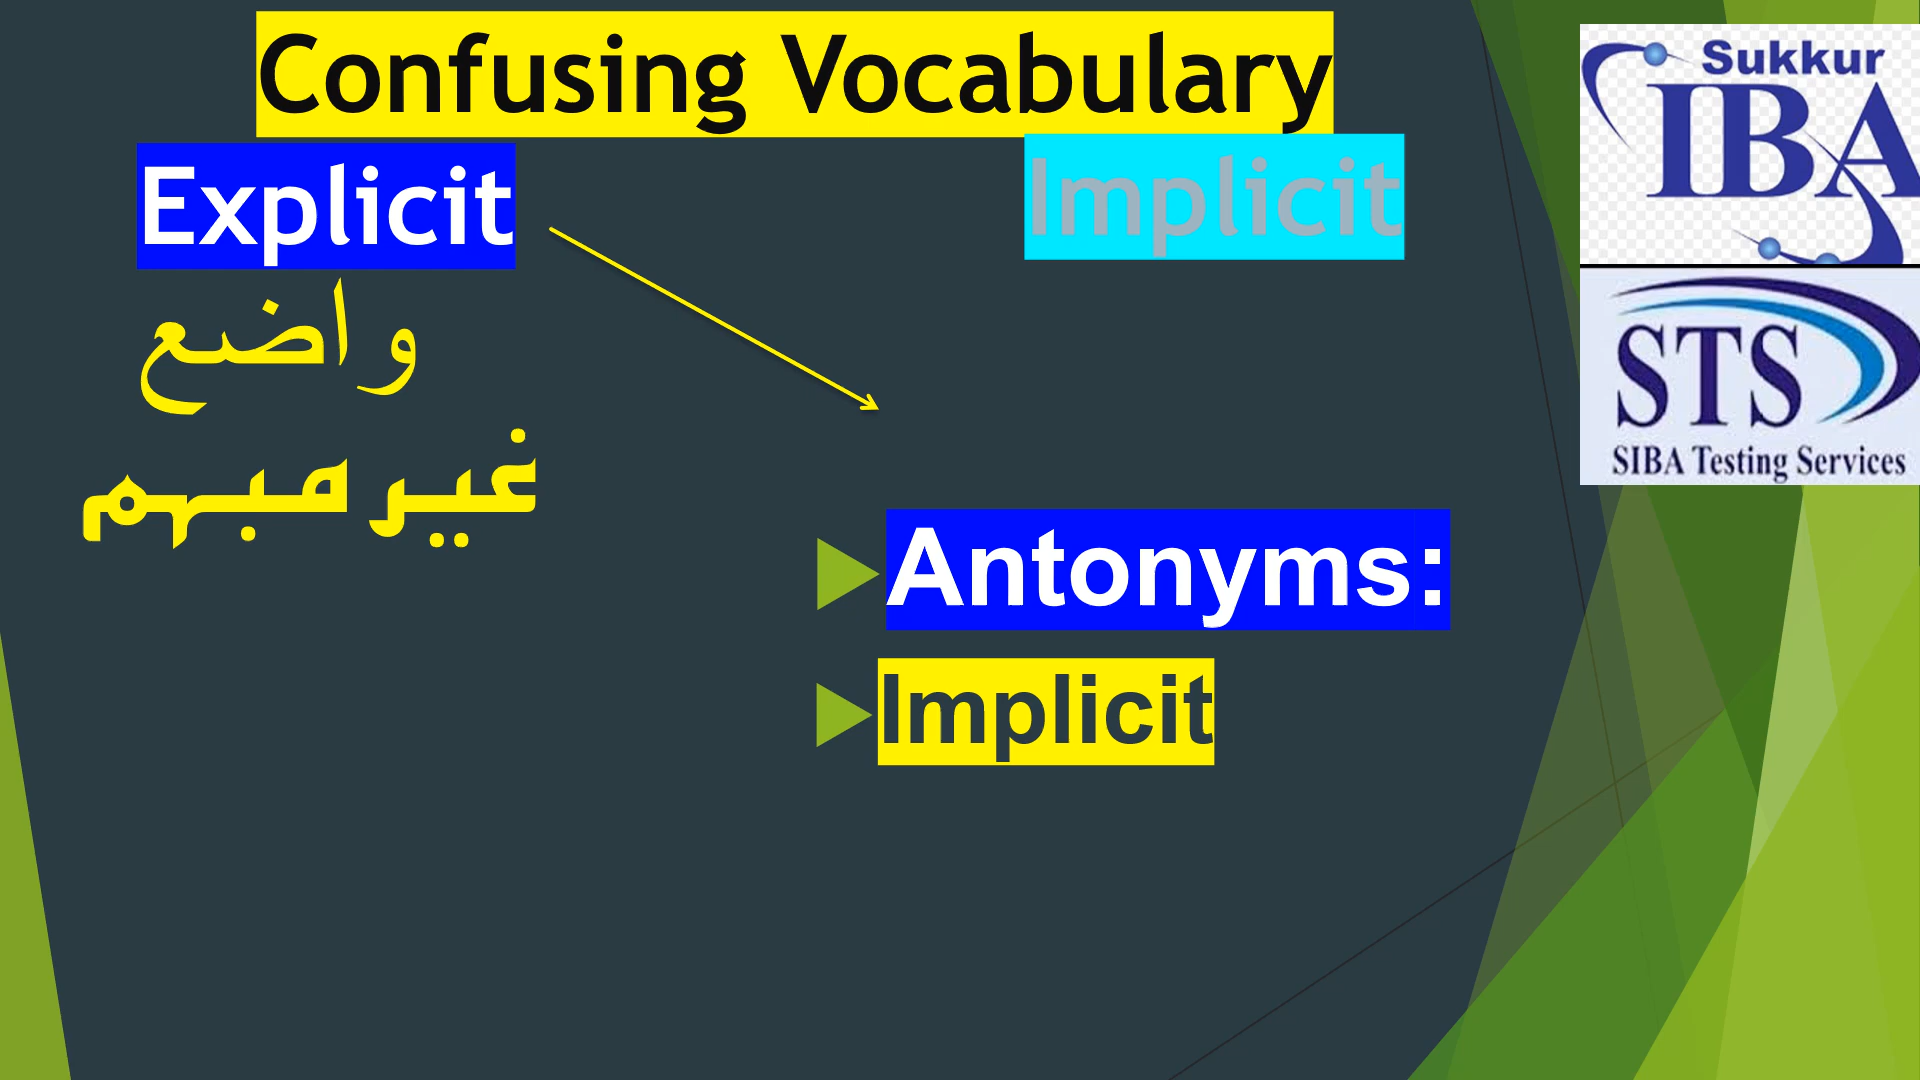 Confusing Vocabulary
Explicit
Implicit
واضع
غیر مبہم
Antonyms:
Implicit
Sukkur
IBA
STS
SIBA Testing Services